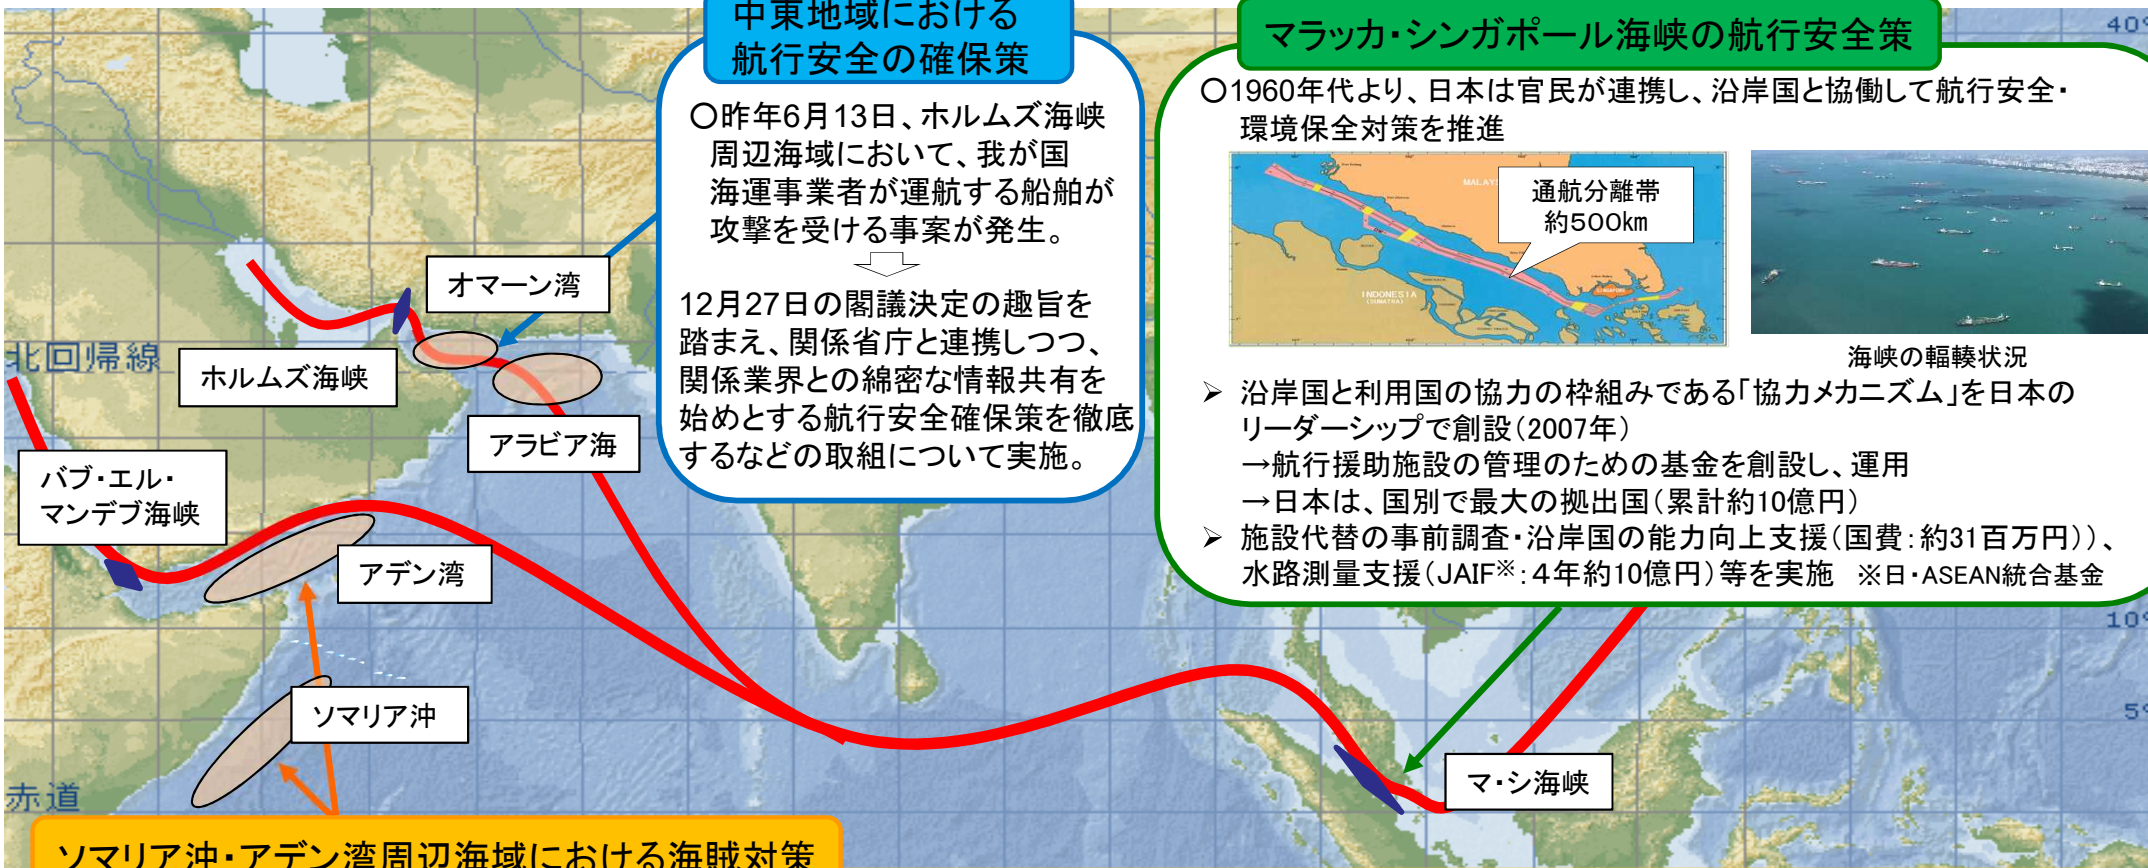 中東地域における
航行安全の確保策
〇昨年6月13日、ホルムズ海峡
周辺海域において、我が国
海運事業者が運航する船舶が
攻撃を受ける事案が発生。
12月27日の閣議決定の趣旨を
踏まえ、関係省庁と連携しつつ、
関係業界との綿密な情報共有を
始めとする航行安全確保策を徹底
するなどの取組について実施。
マラッカ・シンガポール海峡の航行安全策
〇1960年代より、日本は官民が連携し、沿岸国と協働して航行安全・
環境保全対策を推進
通航分離帯
約500km
INDONESIA
(SUMATRA)
海峡の輻輳状況
➢ 沿岸国と利用国の協力の枠組みである「協力メカニズム」を日本の
リーダーシップで創設(2007年)
→航行援助施設の管理のための基金を創設し、運用
→日本は、国別で最大の拠出国(累計約10億円)
➢ 施設代替の事前調査・沿岸国の能力向上支援(国費:約31百万円))、
水路測量支援(JAIF※:4年約10億円)等を実施 ※日・ASEAN統合基金
オマーン湾
北回帰線
ホルムズ海峡
アラビア海
バブ・エル・
マンデブ海峡
アデン湾
ソマリア沖
マ・シ海峡
赤道
40°
10°
5°
ソマリア沖・アデン湾周辺海域における海賊対策